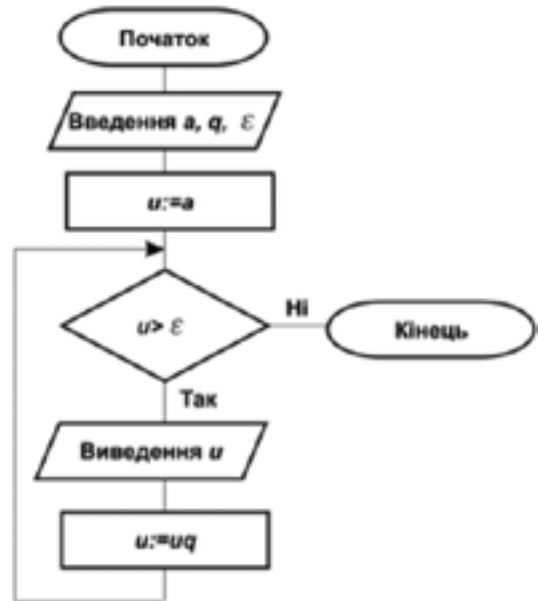 Початок
Введення a, q, ε
u:=a
u> ε
Ні
Кінець
Так
Виведення u
u:=uq